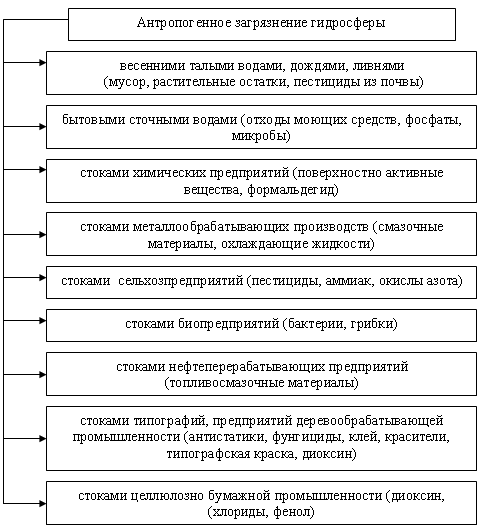 Антропогенное загрязнение гидросферы
весенними талыми водами, дождями, ливнями
(мусор, растительные остатки, пестициды из почвы)
бытовыми сточными водами (отходы моющих средств, фосфаты,
микробы)
стоками химических предприятий (поверхностно активные
вещества, формальдегид)
стоками металлообрабатывающих производств (смазочные
материалы, охлаждающие жидкости)
стоками сельхозпредприятий (пестициды, аммиак, окислы азота)
стоками биопредприятий (бактерии, грибки)
стоками нефтеперерабатывающих предприятий
(топливосмазочные материалы)
стоками типографий, предприятий деревообрабатывающей
промышленности (антистатики, фунгициды, клей, красители,
типографская краска, диоксин)
стоками целлюлозно бумажной промышленности (диоксин,
(хлориды, фенол)